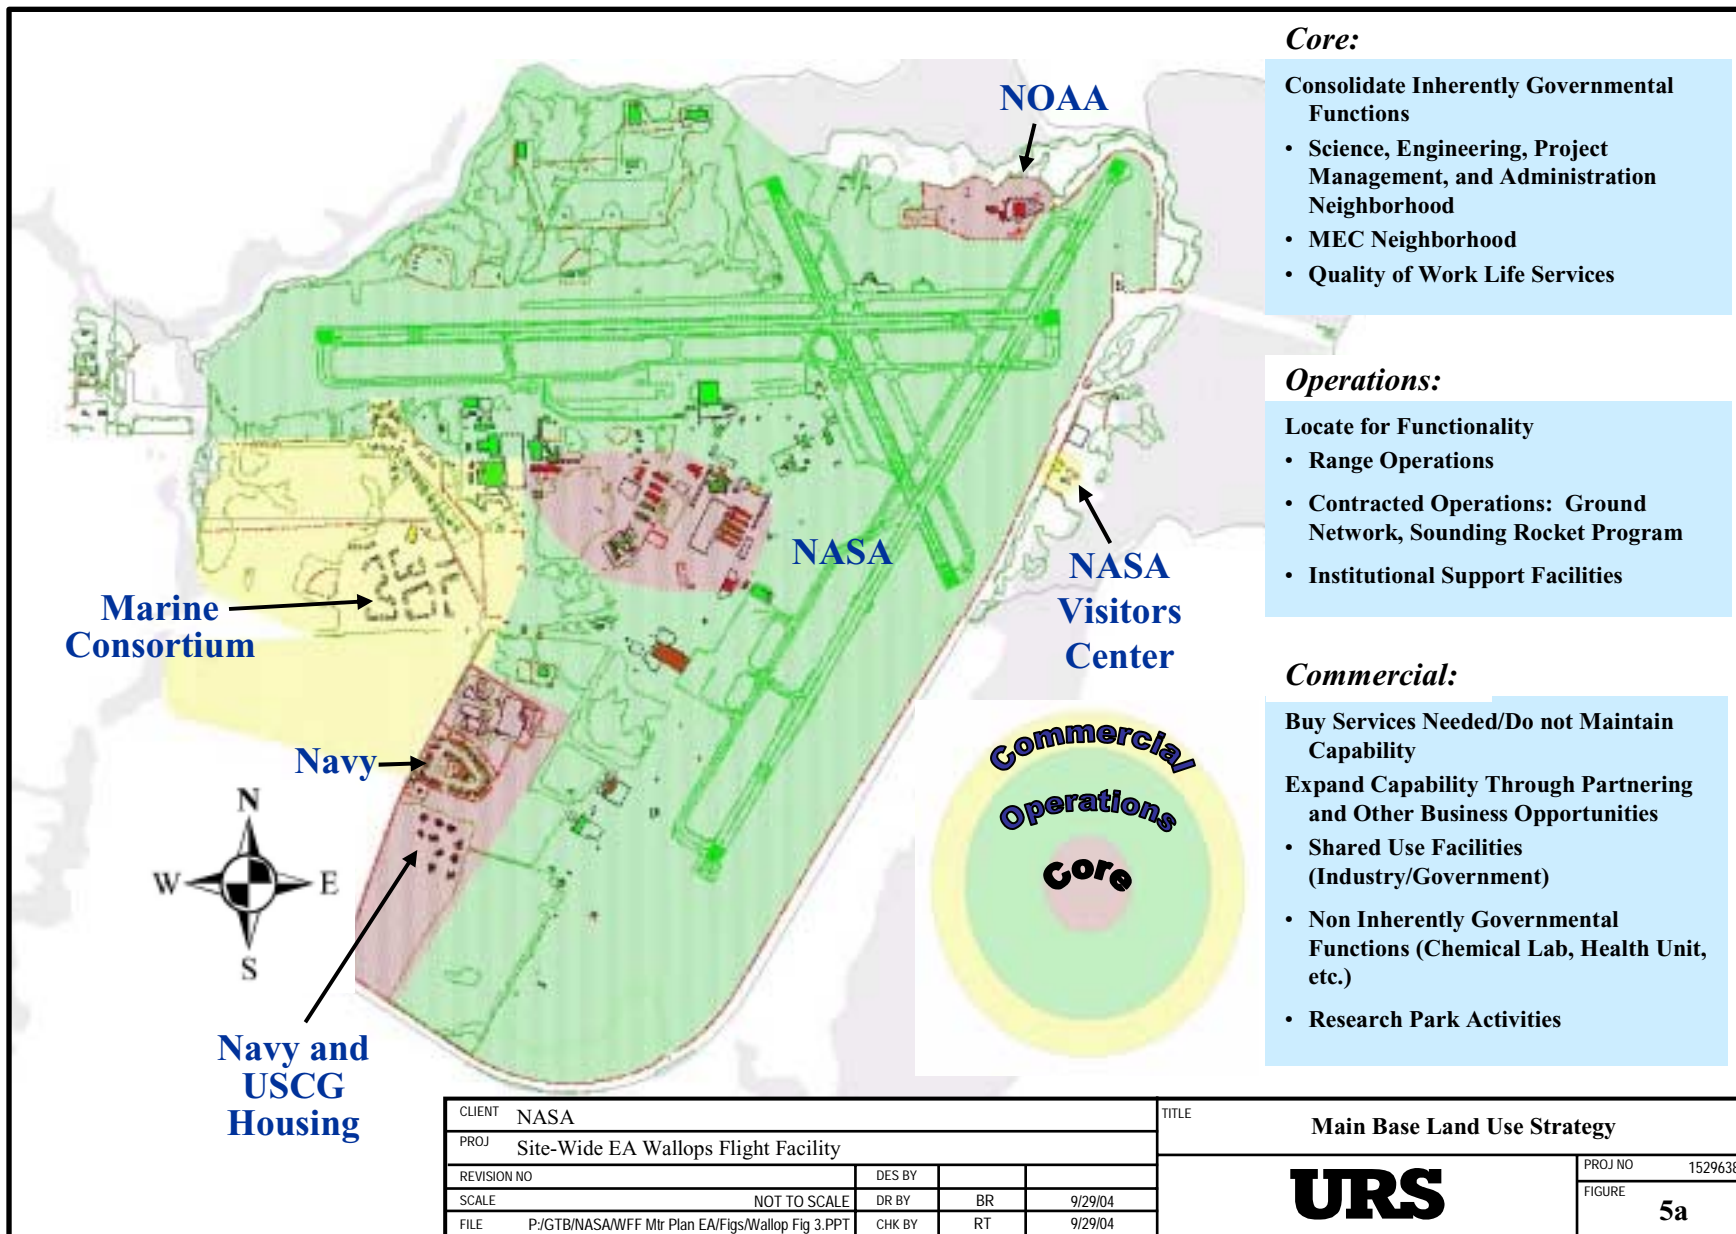 NOAA
NASA
NASA
Visitors
Center
Marine
Consortium
Navy
Navy and
USCG
Housing
N
W
E
S
Commercial
Operations
Core
Core:
Consolidate Inherently Governmental
Functions
• Science, Engineering, Project
Management, and Administration
Neighborhood
• MEC Neighborhood
• Quality of Work Life Services
Operations:
Locate for Functionality
• Range Operations
• Contracted Operations: Ground
Network, Sounding Rocket Program
• Institutional Support Facilities
Commercial:
Buy Services Needed/Do not Maintain
Capability
Expand Capability Through Partnering
and Other Business Opportunities
• Shared Use Facilities
(Industry/Government)
• Non Inherently Governmental
Functions (Chemical Lab, Health Unit,
etc.)
• Research Park Activities
CLIENT NASA
PROJ Site-Wide EA Wallops Flight Facility
REVISION NO DES BY
SCALE NOT TO SCALE DR BY BR 9/29/04
FILE P:/GTB/NASA/WFF Mtr Plan EA/Figs/Wallop Fig 3.PPT CHK BY RT 9/29/04
TITLE Main Base Land Use Strategy
URS
PROJ NO 1529638
FIGURE 5a